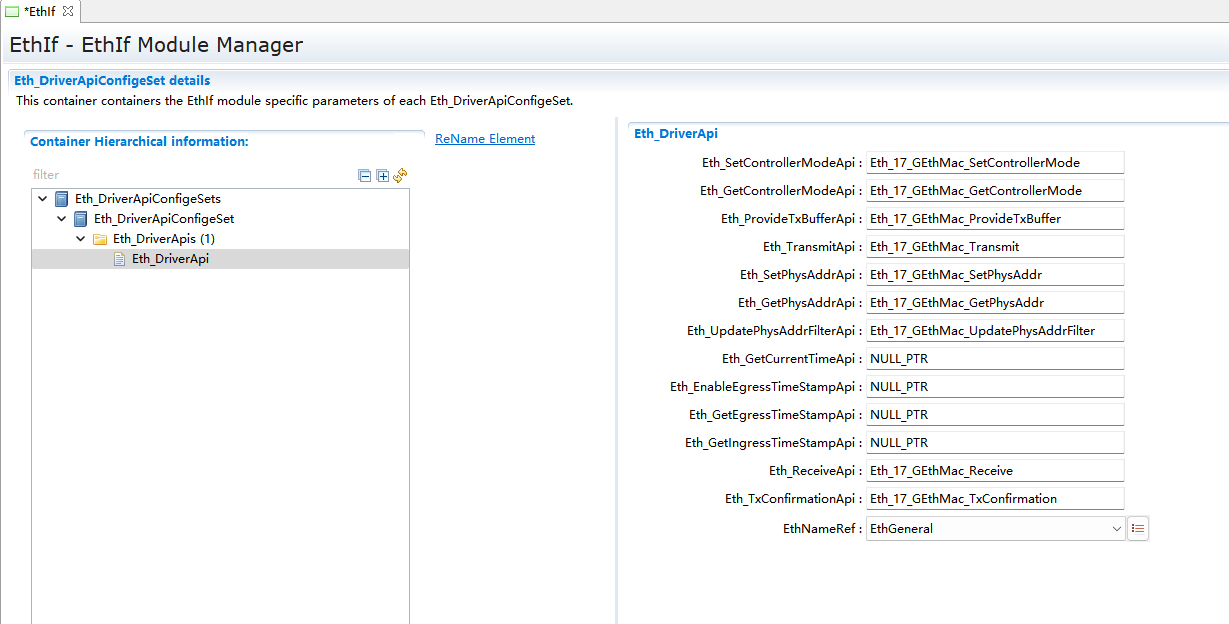 *EthIf
EthIf - EthIf Module Manager
Eth_DriverApiConfigeSet details
This container containers the EthIf module specific parameters of each Eth_DriverApiConfigeSet.
Container Hierarchical information:
ReName Element
filter
Eth_DriverApiConfigeSets
Eth_DriverApiConfigeSet
Eth_DriverApis (1)
Eth_DriverApi
Eth_DriverApi
Eth_SetControllerModeApi : Eth_17_GEthMac_SetControllerMode
Eth_GetControllerModeApi : Eth_17_GEthMac_GetControllerMode
Eth_ProvideTxBufferApi : Eth_17_GEthMac_ProvideTxBuffer
Eth_TransmitApi : Eth_17_GEthMac_Transmit
Eth_SetPhysAddrApi : Eth_17_GEthMac_SetPhysAddr
Eth_GetPhysAddrApi : Eth_17_GEthMac_GetPhysAddr
Eth_UpdatePhysAddrFilterApi : Eth_17_GEthMac_UpdatePhysAddrFilter
Eth_GetCurrentTimeApi : NULL_PTR
Eth_EnableEgressTimeStampApi : NULL_PTR
Eth_GetEgressTimeStampApi : NULL_PTR
Eth_GetIngressTimeStampApi : NULL_PTR
Eth_ReceiveApi : Eth_17_GEthMac_Receive
Eth_TxConfirmationApi : Eth_17_GEthMac_TxConfirmation
EthNameRef : EthGeneral